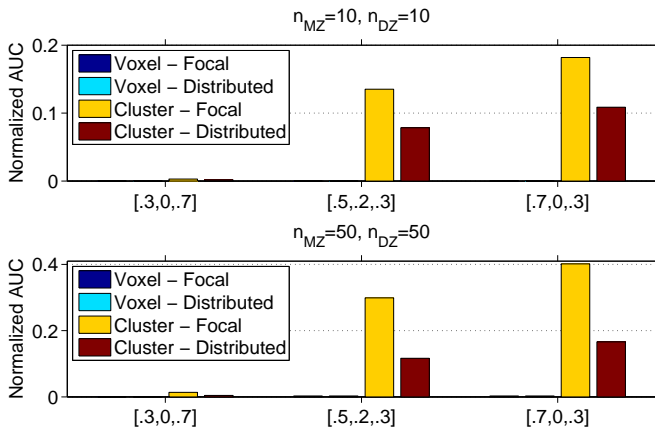 n_MZ=10, n_DZ=10
Normalized AUC
0.2
0.1
0
Voxel – Focal
Voxel – Distributed
Cluster – Focal
Cluster – Distributed
[.3,0,.7]
[.5,.2,.3]
[.7,0,.3]
n_MZ=50, n_DZ=50
Normalized AUC
0.4
0.2
0
Voxel – Focal
Voxel – Distributed
Cluster – Focal
Cluster – Distributed
[.3,0,.7]
[.5,.2,.3]
[.7,0,.3]